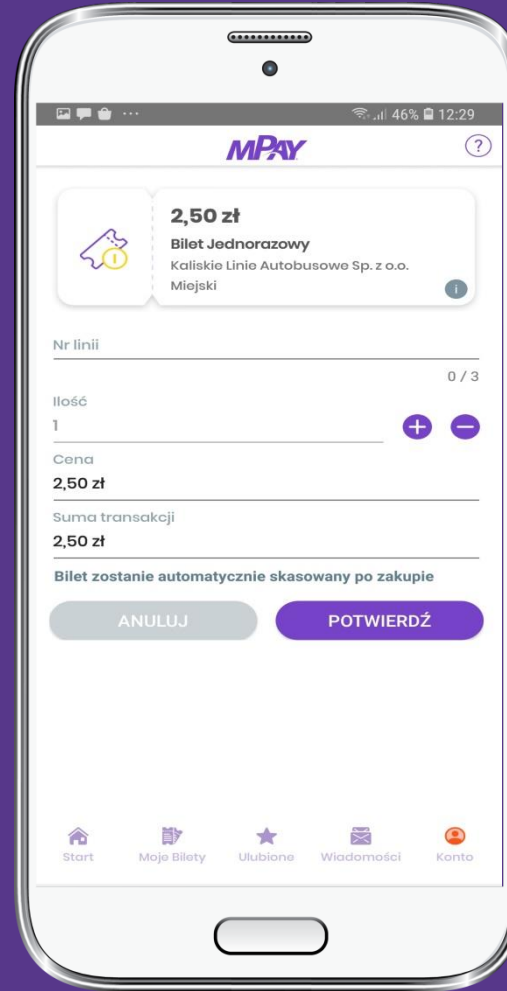 46% 12:29
mPAY
?
2,50 zł
Bilet Jednorazowy
Kaliskie Linie Autobusowe Sp. z o.o.
Miejski
i
Nr linii
0 / 3
Ilość
1
Cena
2,50 zł
Suma transakcji
2,50 zł
Bilet zostanie automatycznie skasowany po zakupie
ANULUJ POTWIERDŹ
Start Moje Bilety Ulubione Wiadomości Konto